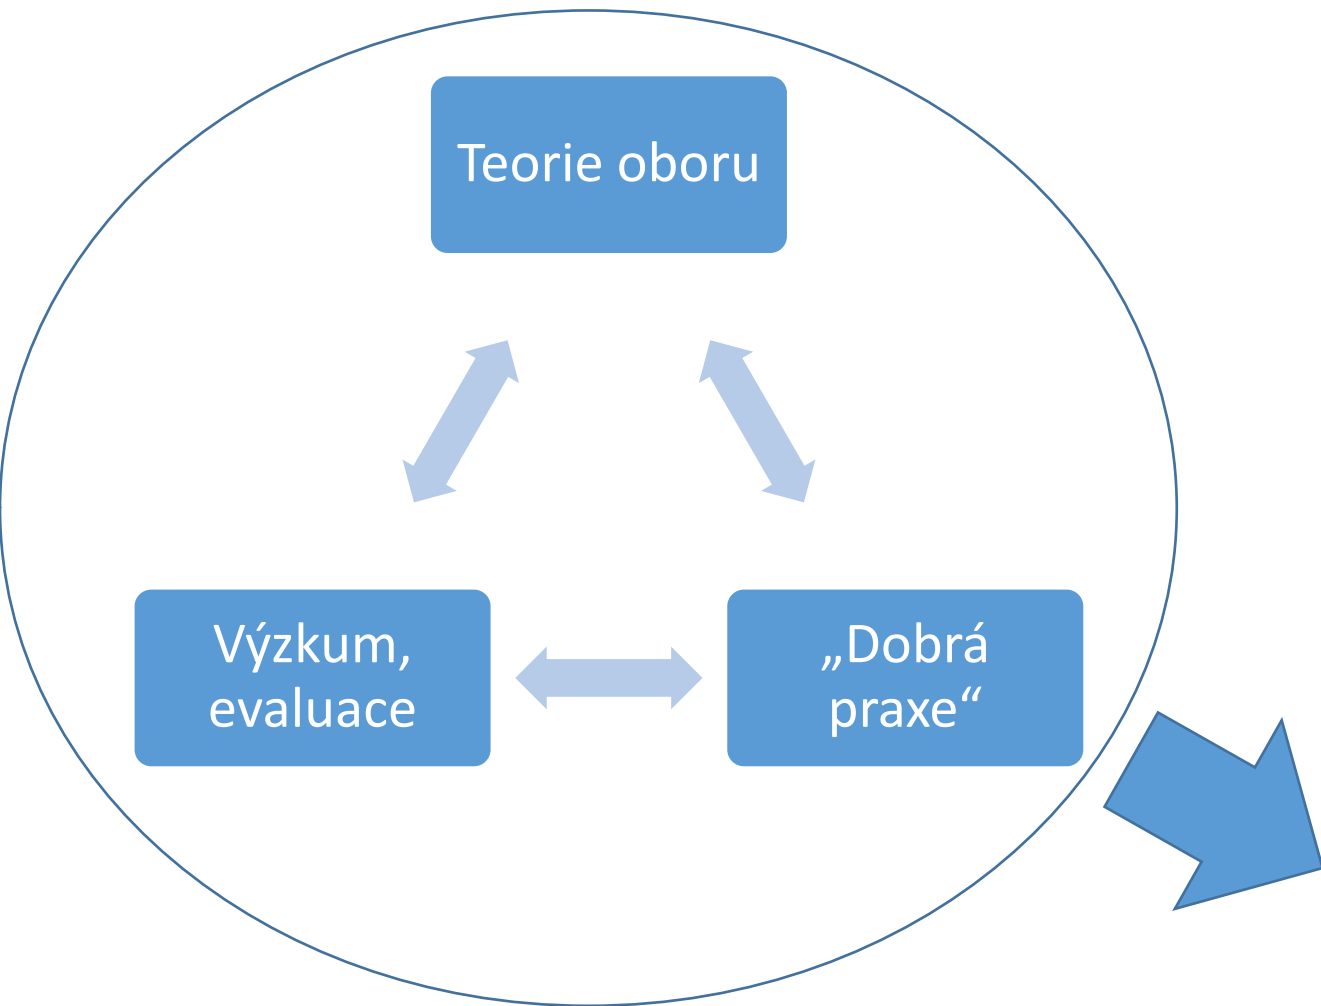 Teorie oboru
Výzkum,
evaluace
„Dobrá
praxe“